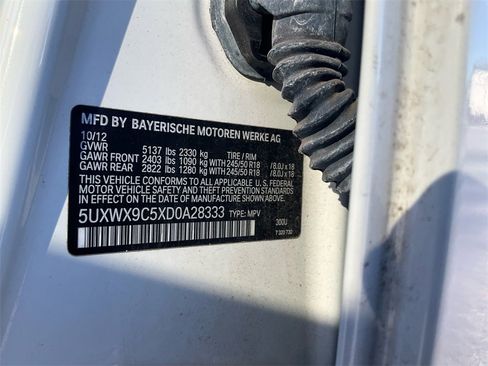 MFD BY BAYERISCHE MOTOREN WERKE AG
10/12
GVWR 5137 lbs 2330 kg TIRE / RIM
GAWR FRONT 2403 lbs 1090 kg WITH 245/50 R18 / 8.0J x 18
GAWR REAR 2822 lbs 1280 kg WITH 245/50 R18 / 8.0J x 18
THIS VEHICLE CONFORMS TO ALL APPLICABLE U.S. FEDERAL
MOTOR VEHICLE SAFETY STANDARDS
IN EFFECT ON THE DATE OF MANUFACTURE SHOWN ABOVE.
5UXWX9C5XD0A28333 TYPE: MPV 300U